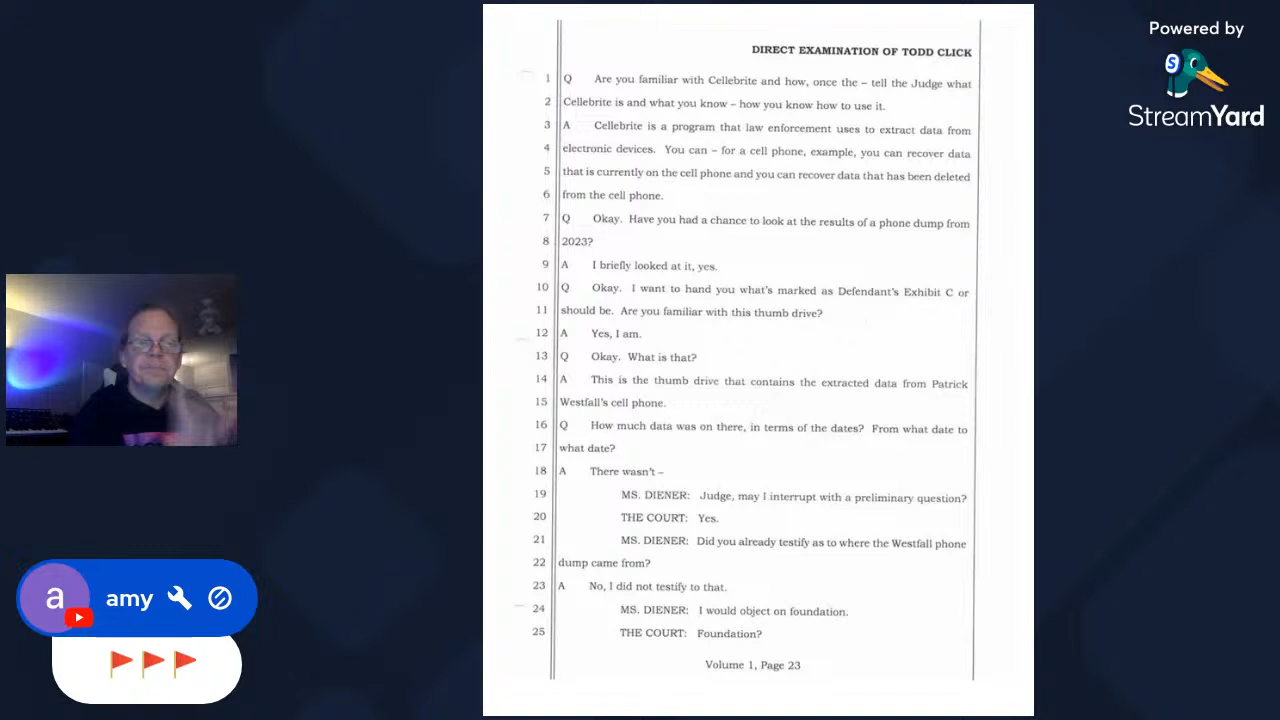 Powered by
StreamYard
DIRECT EXAMINATION OF TODD CLICK
1 Q Are you familiar with Cellebrite and how, once the – tell the Judge what
2 Cellebrite is and what you know – how you know how to use it.
3 A Cellebrite is a program that law enforcement uses to extract data from
4 electronic devices. You can – for a cell phone, example, you can recover data
5 that is currently on the cell phone and you can recover data that has been deleted
6 from the cell phone.
7 Q Okay. Have you had a chance to look at the results of a phone dump from
8 2023?
9 A I briefly looked at it, yes.
10 Q Okay. I want to hand you what's marked as Defendant's Exhibit C or
11 should be. Are you familiar with this thumb drive?
12 A Yes, I am.
13 Q Okay. What is that?
14 A This is the thumb drive that contains the extracted data from Patrick
15 Westfall's cell phone.
16 Q How much data was on there, in terms of the dates? From what date to
17 what date?
18 A There wasn't –
19 MS. DIENER: Judge, may I interrupt with a preliminary question?
20 THE COURT: Yes.
21 MS. DIENER: Did you already testify as to where the Westfall phone
22 dump came from?
23 A No, I did not testify to that.
24 MS. DIENER: I would object on foundation.
25 THE COURT: Foundation?
Volume 1, Page 23
a amy